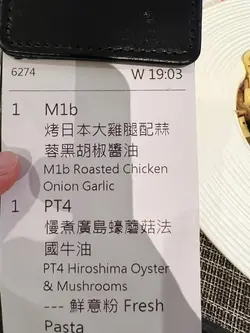 6274 W 19:03
1 M1b
烤日本大雞腿配蒜
蓉黑胡椒醬油
M1b Roasted Chicken
Onion Garlic
1 PT4
慢煮廣島蠔蘑菇法
國牛油
PT4 Hiroshima Oyster
& Mushrooms
--- 鮮意粉 Fresh
Pasta